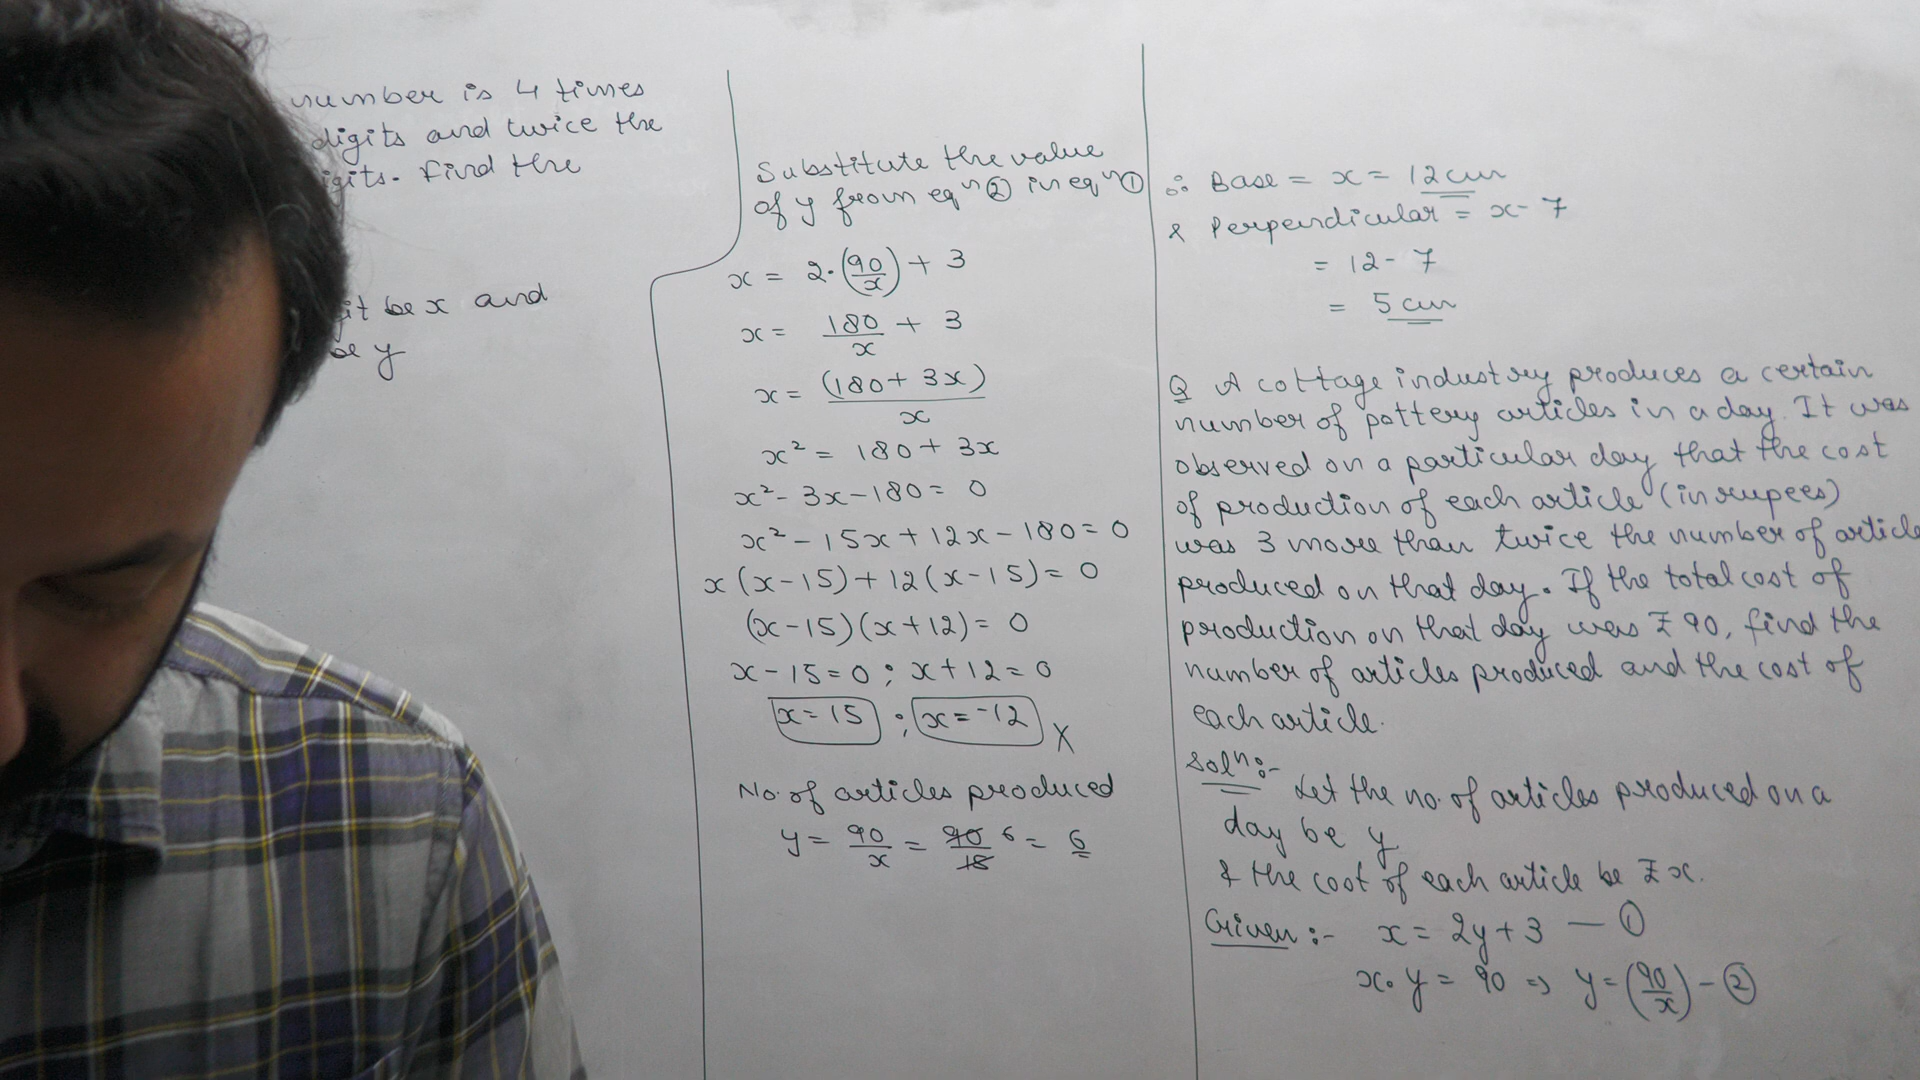 number is 4 times
digits and twice the
digits. Find the
it be x and
be y
Substitute the value
of y from eqⁿ ② in eqⁿ ①
x = 2·(90/x) + 3
x = 180/x + 3
x = (180 + 3x)/x
x² = 180 + 3x
x² - 3x - 180 = 0
x² - 15x + 12x - 180 = 0
x(x-15) + 12(x-15) = 0
(x-15)(x+12) = 0
x-15 = 0 ; x+12 = 0
x = 15 ; x = -12 X
No. of articles produced
y = 90/x = 90/15 6 = 6
∴ Base = x = 12 cm
& Perpendicular = x - 7
= 12 - 7
= 5 cm
Q A cottage industry produces a certain
number of pottery articles in a day. It was
observed on a particular day that the cost
of production of each article (in rupees)
was 3 more than twice the number of article
produced on that day. If the total cost of
production on that day was ₹ 90, find the
number of articles produced and the cost of
each article.
Solⁿ:- Let the no. of articles produced on a
day be y
& the cost of each article be ₹ x.
Given :- x = 2y + 3 — ①
x. y = 90 ⇒ y = (90/x) - ②